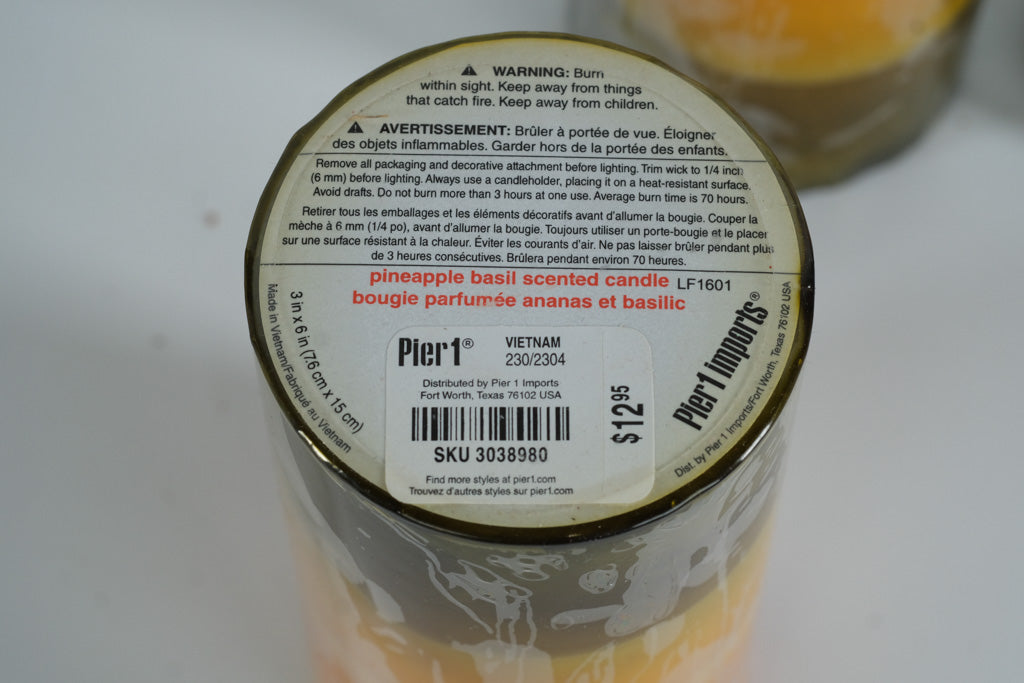 ⚠ WARNING: Burn
within sight. Keep away from things
that catch fire. Keep away from children.
⚠ AVERTISSEMENT: Brûler à portée de vue. Éloigner
des objets inflammables. Garder hors de la portée des enfants.
Remove all packaging and decorative attachment before lighting. Trim wick to 1/4 inch
(6 mm) before lighting. Always use a candleholder, placing it on a heat-resistant surface.
Avoid drafts. Do not burn more than 3 hours at one use. Average burn time is 70 hours.
Retirer tous les emballages et les éléments décoratifs avant d'allumer la bougie. Couper la
mèche à 6 mm (1/4 po), avant d'allumer la bougie. Toujours utiliser un porte-bougie et le placer
sur une surface résistant à la chaleur. Éviter les courants d'air. Ne pas laisser brûler pendant plus
de 3 heures consécutives. Brûlera pendant environ 70 heures.
pineapple basil scented candle LF1601
bougie parfumée ananas et basilic
3 in x 6 in (7.6 cm x 15 cm)
Made in Vietnam/Fabriqué au Vietnam
Pier1® VIETNAM
230/2304
Distributed by Pier 1 Imports
Fort Worth, Texas 76102 USA
SKU 3038980
$12.95
Find more styles at pier1.com
Trouvez d'autres styles sur pier1.com
Pier1 imports®
Dist. by Pier 1 Imports/Fort Worth, Texas 76102 USA